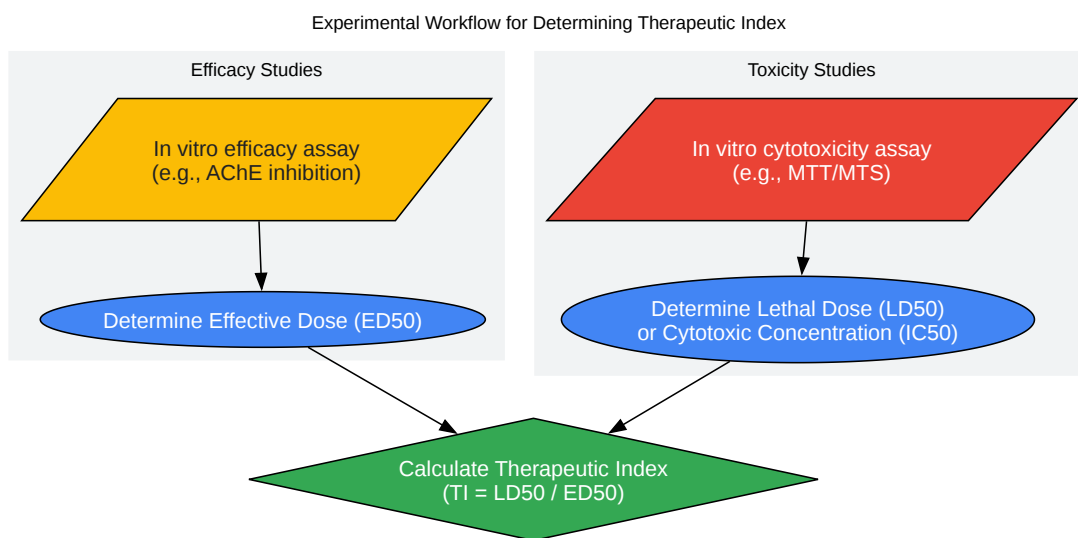 Experimental Workflow for Determining Therapeutic Index
Efficacy Studies
In vitro efficacy assay
(e.g., AChE inhibition)
Determine Effective Dose (ED50)
Toxicity Studies
In vitro cytotoxicity assay
(e.g., MTT/MTS)
Determine Lethal Dose (LD50)
or Cytotoxic Concentration (IC50)
Calculate Therapeutic Index
(TI = LD50 / ED50)